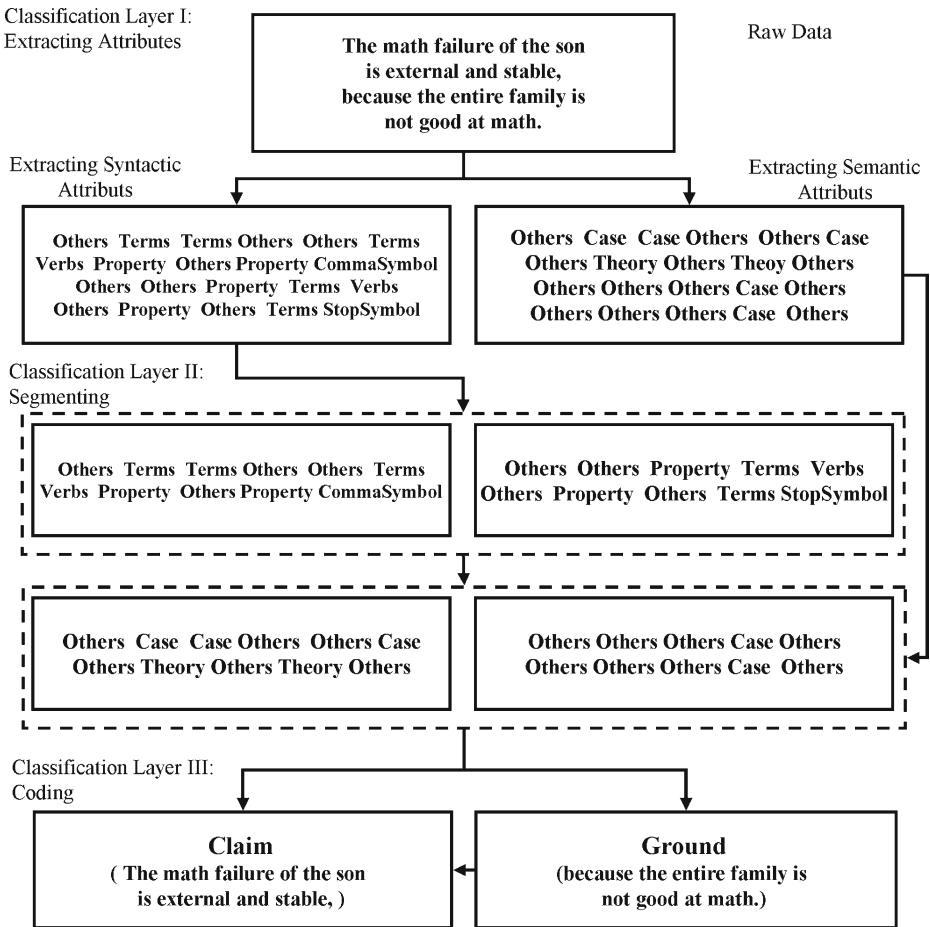 Classification Layer I:
Extracting Attributes
Raw Data
The math failure of the son
is external and stable,
because the entire family is
not good at math.
Extracting Syntactic
Attributs
Extracting Semantic
Attributs
Others Terms Terms Others Others Terms
Verbs Property Others Property CommaSymbol
Others Others Property Terms Verbs
Others Property Others Terms StopSymbol
Others Case Case Others Others Case
Others Theory Others Theoy Others
Others Others Others Case Others
Others Others Others Case Others
Classification Layer II:
Segmenting
Others Terms Terms Others Others Terms
Verbs Property Others Property CommaSymbol
Others Others Property Terms Verbs
Others Property Others Terms StopSymbol
Others Case Case Others Others Case
Others Theory Others Theory Others
Others Others Others Case Others
Others Others Others Case Others
Classification Layer III:
Coding
Claim
( The math failure of the son
is external and stable, )
Ground
(because the entire family is
not good at math.)